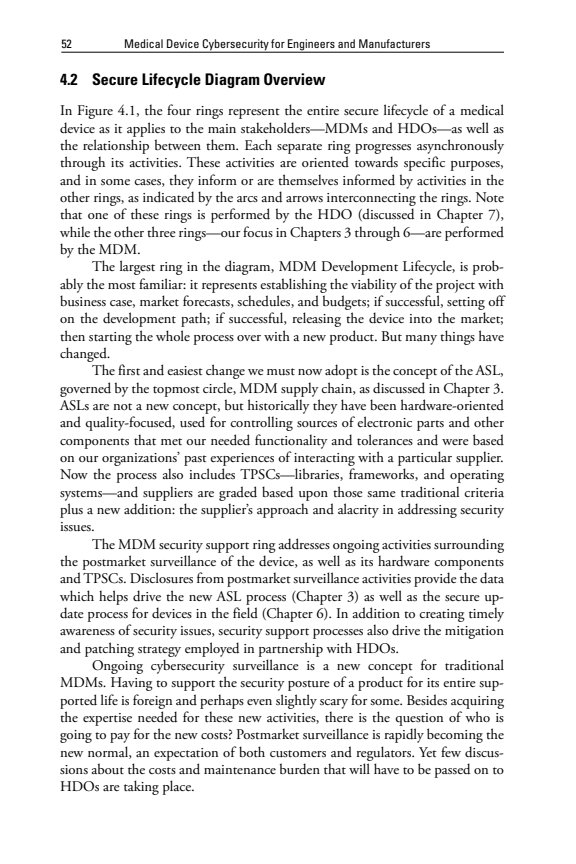 52 Medical Device Cybersecurity for Engineers and Manufacturers
4.2 Secure Lifecycle Diagram Overview
In Figure 4.1, the four rings represent the entire secure lifecycle of a medical
device as it applies to the main stakeholders—MDMs and HDOs—as well as
the relationship between them. Each separate ring progresses asynchronously
through its activities. These activities are oriented towards specific purposes,
and in some cases, they inform or are themselves informed by activities in the
other rings, as indicated by the arcs and arrows interconnecting the rings. Note
that one of these rings is performed by the HDO (discussed in Chapter 7),
while the other three rings—our focus in Chapters 3 through 6—are performed
by the MDM.
The largest ring in the diagram, MDM Development Lifecycle, is prob-
ably the most familiar: it represents establishing the viability of the project with
business case, market forecasts, schedules, and budgets; if successful, setting off
on the development path; if successful, releasing the device into the market;
then starting the whole process over with a new product. But many things have
changed.
The first and easiest change we must now adopt is the concept of the ASL,
governed by the topmost circle, MDM supply chain, as discussed in Chapter 3.
ASLs are not a new concept, but historically they have been hardware-oriented
and quality-focused, used for controlling sources of electronic parts and other
components that met our needed functionality and tolerances and were based
on our organizations' past experiences of interacting with a particular supplier.
Now the process also includes TPSCs—libraries, frameworks, and operating
systems—and suppliers are graded based upon those same traditional criteria
plus a new addition: the supplier's approach and alacrity in addressing security
issues.
The MDM security support ring addresses ongoing activities surrounding
the postmarket surveillance of the device, as well as its hardware components
and TPSCs. Disclosures from postmarket surveillance activities provide the data
which helps drive the new ASL process (Chapter 3) as well as the secure up-
date process for devices in the field (Chapter 6). In addition to creating timely
awareness of security issues, security support processes also drive the mitigation
and patching strategy employed in partnership with HDOs.
Ongoing cybersecurity surveillance is a new concept for traditional
MDMs. Having to support the security posture of a product for its entire sup-
ported life is foreign and perhaps even slightly scary for some. Besides acquiring
the expertise needed for these new activities, there is the question of who is
going to pay for the new costs? Postmarket surveillance is rapidly becoming the
new normal, an expectation of both customers and regulators. Yet few discus-
sions about the costs and maintenance burden that will have to be passed on to
HDOs are taking place.